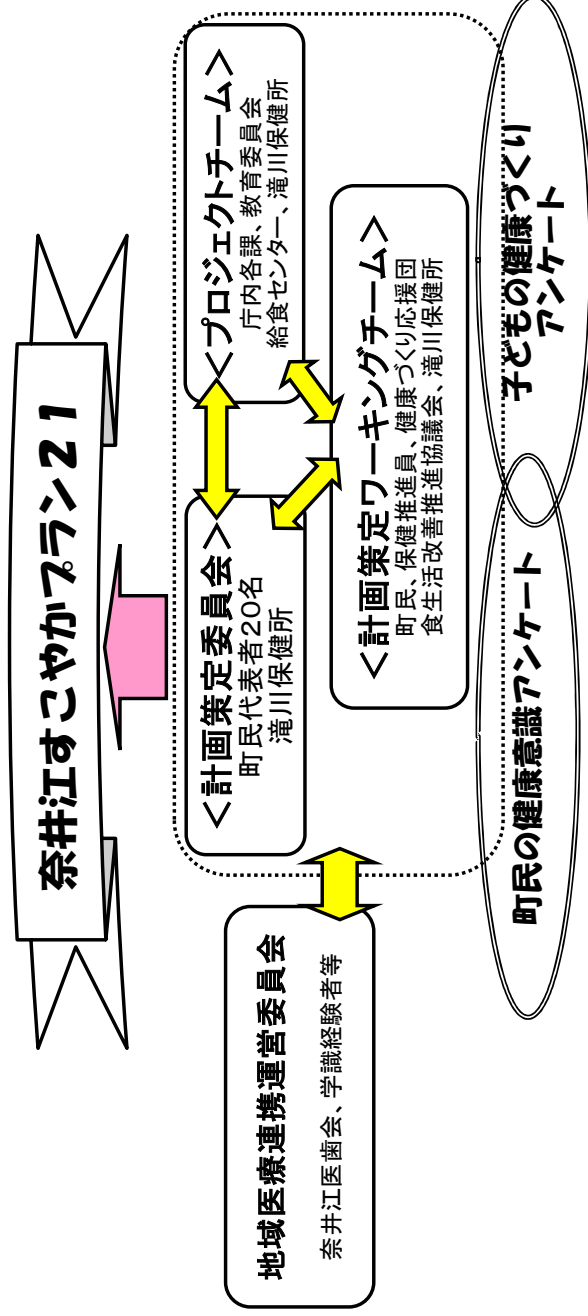 奈井江すこやかプラン21
地域医療連携運営委員会
奈井江医歯会、学識経験者等
＜計画策定委員会＞
町民代表者20名
滝川保健所
＜プロジェクトチーム＞
庁内各課、教育委員会
給食センター、滝川保健所
＜計画策定ワーキングチーム＞
町民、保健推進員、健康づくり応援団
食生活改善推進協議会、滝川保健所
町民の健康意識アンケート
子どもの健康づくり
アンケート